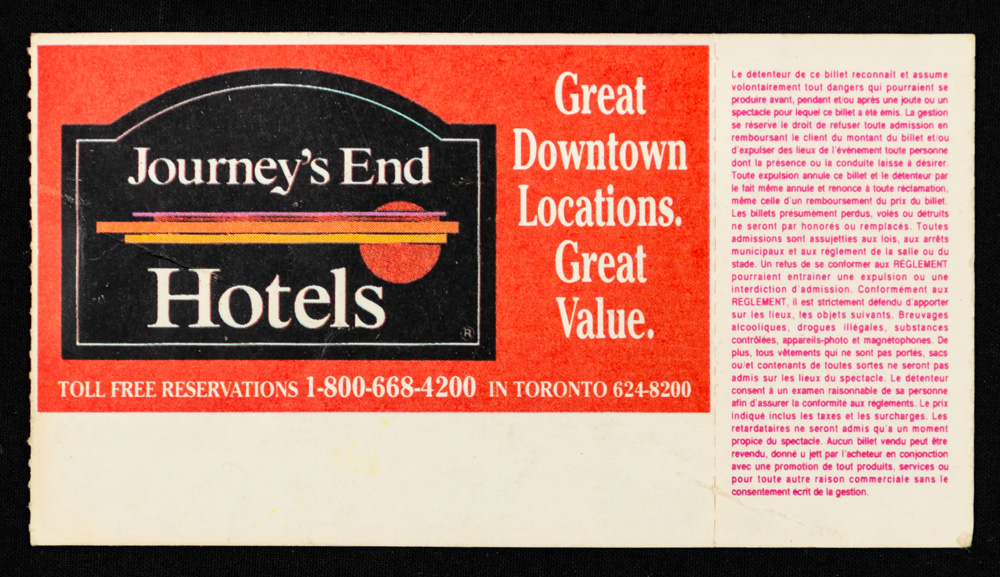 Journey's End
Hotels
®
Great
Downtown
Locations.
Great
Value.
TOLL FREE RESERVATIONS 1-800-668-4200 IN TORONTO 624-8200
Le détenteur de ce billet reconnaît et assume
volontairement tout dangers qui pourraient se
produire avant, pendant et/ou après une joute ou un
spectacle pour lequel ce billet a été émis. La gestion
se réserve le droit de refuser toute admission en
remboursant le client du montant du billet et/ou
d'expulser des lieux de l'évènement toute personne
dont la présence ou la conduite laisse à désirer.
Toute expulsion annule ce billet et le détenteur par
le fait même annule et renonce à toute réclamation,
même celle d'un remboursement du prix du billet.
Les billets présumément perdus, volés ou détruits
ne seront par honorés ou remplacés. Toutes
admissions sont assujetties aux lois, aux arrêts
municipaux et aux règlement de la salle ou du
stade. Un refus de se conformer aux RÈGLEMENT
pourraient entraîner une expulsion ou une
interdiction d'admission. Conformément aux
RÈGLEMENT, il est strictement défendu d'apporter
sur les lieux, les objets suivants. Breuvages
alcooliques, drogues illégales, substances
contrôlées, appareils-photo et magnétophones. De
plus, tous vêtements qui ne sont pas portés, sacs
ou/et contenants de toutes sortes ne seront pas
admis sur les lieux du spectacle. Le détenteur
consent à un examen raisonnable de sa personne
afin d'assurer la conformité aux règlements. Le prix
indiqué inclus les taxes et les surcharges. Les
retardataires ne seront admis qu'a un moment
propice du spectacle. Aucun billet vendu peut être
revendu, donné u jett par l'acheteur en conjonction
avec une promotion de tout produits, services ou
pour toute autre raison commerciale sans le
consentement écrit de la gestion.